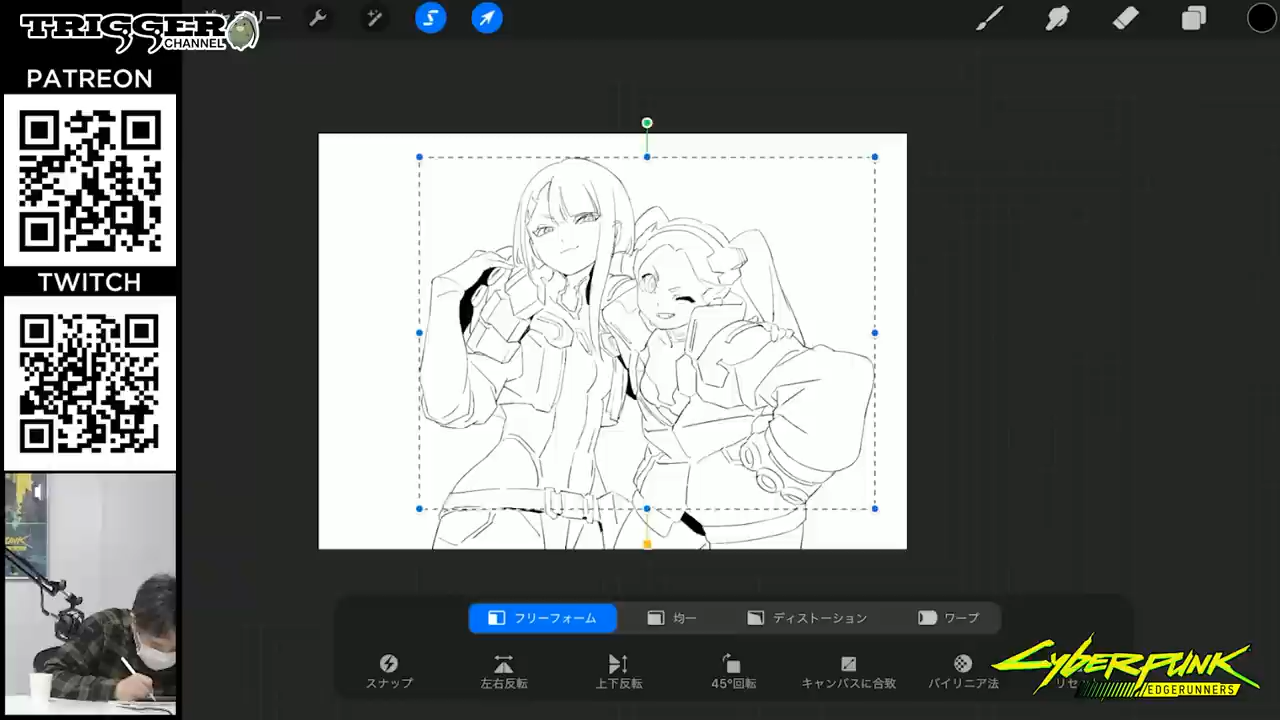 TRIGGER
CHANNEL
PATREON
TWITCH
フリーフォーム
均一
ディストーション
ワープ
スナップ
左右反転
上下反転
45°回転
キャンバスに合致
バイリニア法
CYBERPUNK
EDGERUNNERS